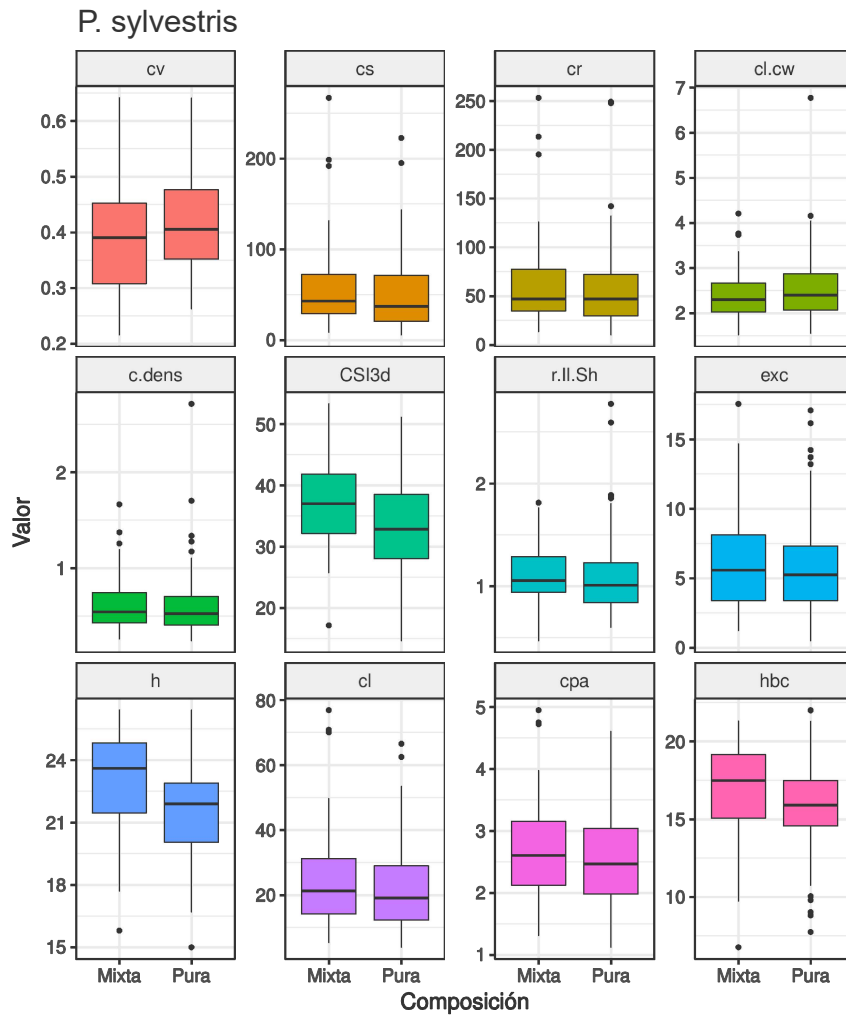 P. sylvestris
cv cs cr cl.cw
0.6 0.5 0.4 0.3 0.2
200 100 0
250 200 150 100 50 0
7 6 5 4 3 2
c.dens CSI3d r.II.Sh exc
2 1
50 40 30 20
2 1
15 10 5 0
h cl cpa hbc
24 21 18 15
80 60 40 20
5 4 3 2 1
20 15 10
Valor
Mixta Pura Mixta Pura Mixta Pura Mixta Pura
Composición